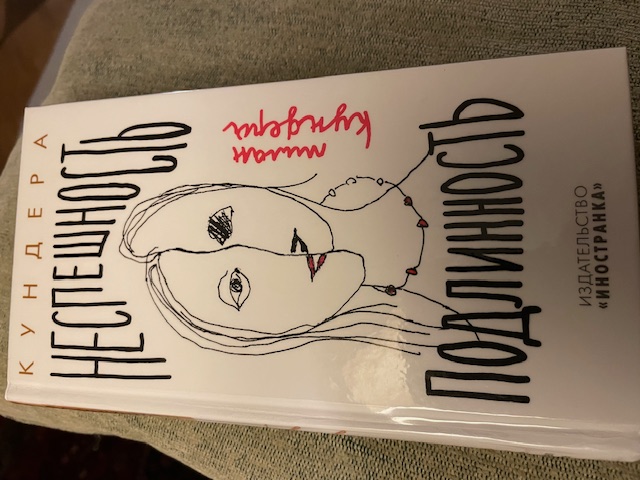 КУНДЕРА
НЕСПЕШНОСТЬ
милан
кундера
ПОДЛИННОСТЬ
ИЗДАТЕЛЬСТВО
«ИНОСТРАНКА»